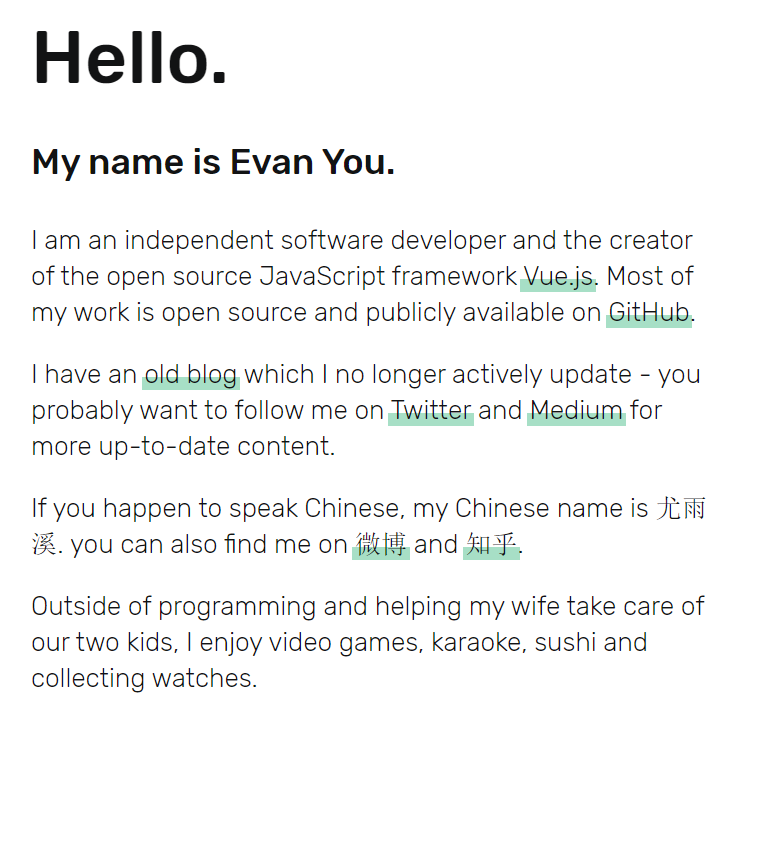 Hello.
My name is Evan You.
I am an independent software developer and the creator
of the open source JavaScript framework Vue.js. Most of
my work is open source and publicly available on GitHub.
I have an old blog which I no longer actively update - you
probably want to follow me on Twitter and Medium for
more up-to-date content.
If you happen to speak Chinese, my Chinese name is 尤雨
溪. you can also find me on 微博 and 知乎.
Outside of programming and helping my wife take care of
our two kids, I enjoy video games, karaoke, sushi and
collecting watches.